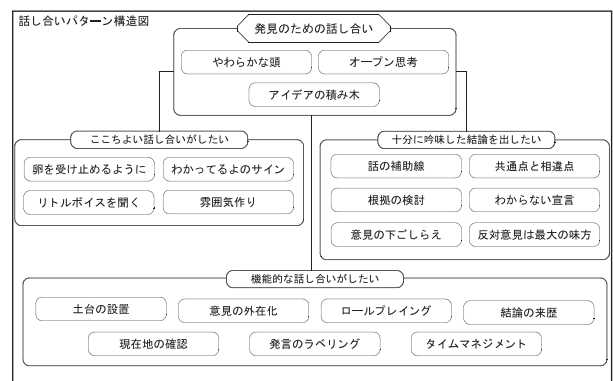 話し合いパターン構造図
発見のための話し合い
やわらかな頭
オープン思考
アイデアの積み木
ここちよい話し合いがしたい
卵を受け止めるように
わかってるよのサイン
リトルボイスを聞く
雰囲気作り
十分に吟味した結論を出したい
話の補助線
共通点と相違点
根拠の検討
わからない宣言
意見の下ごしらえ
反対意見は最大の味方
機能的な話し合いがしたい
土台の設置
意見の外在化
ロールプレイング
結論の来歴
現在地の確認
発言のラベリング
タイムマネジメント